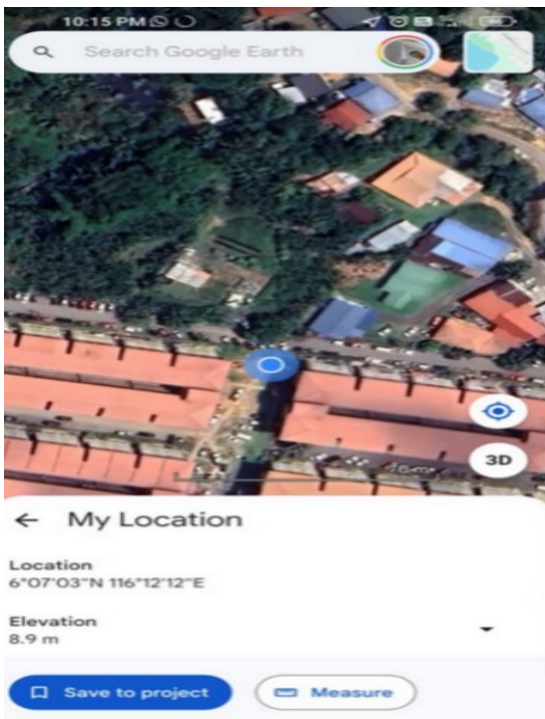 10:15 PM
Search Google Earth
3D
My Location
Location
6°07'03"N 116°12'12"E
Elevation
8.9 m
Save to project
Measure